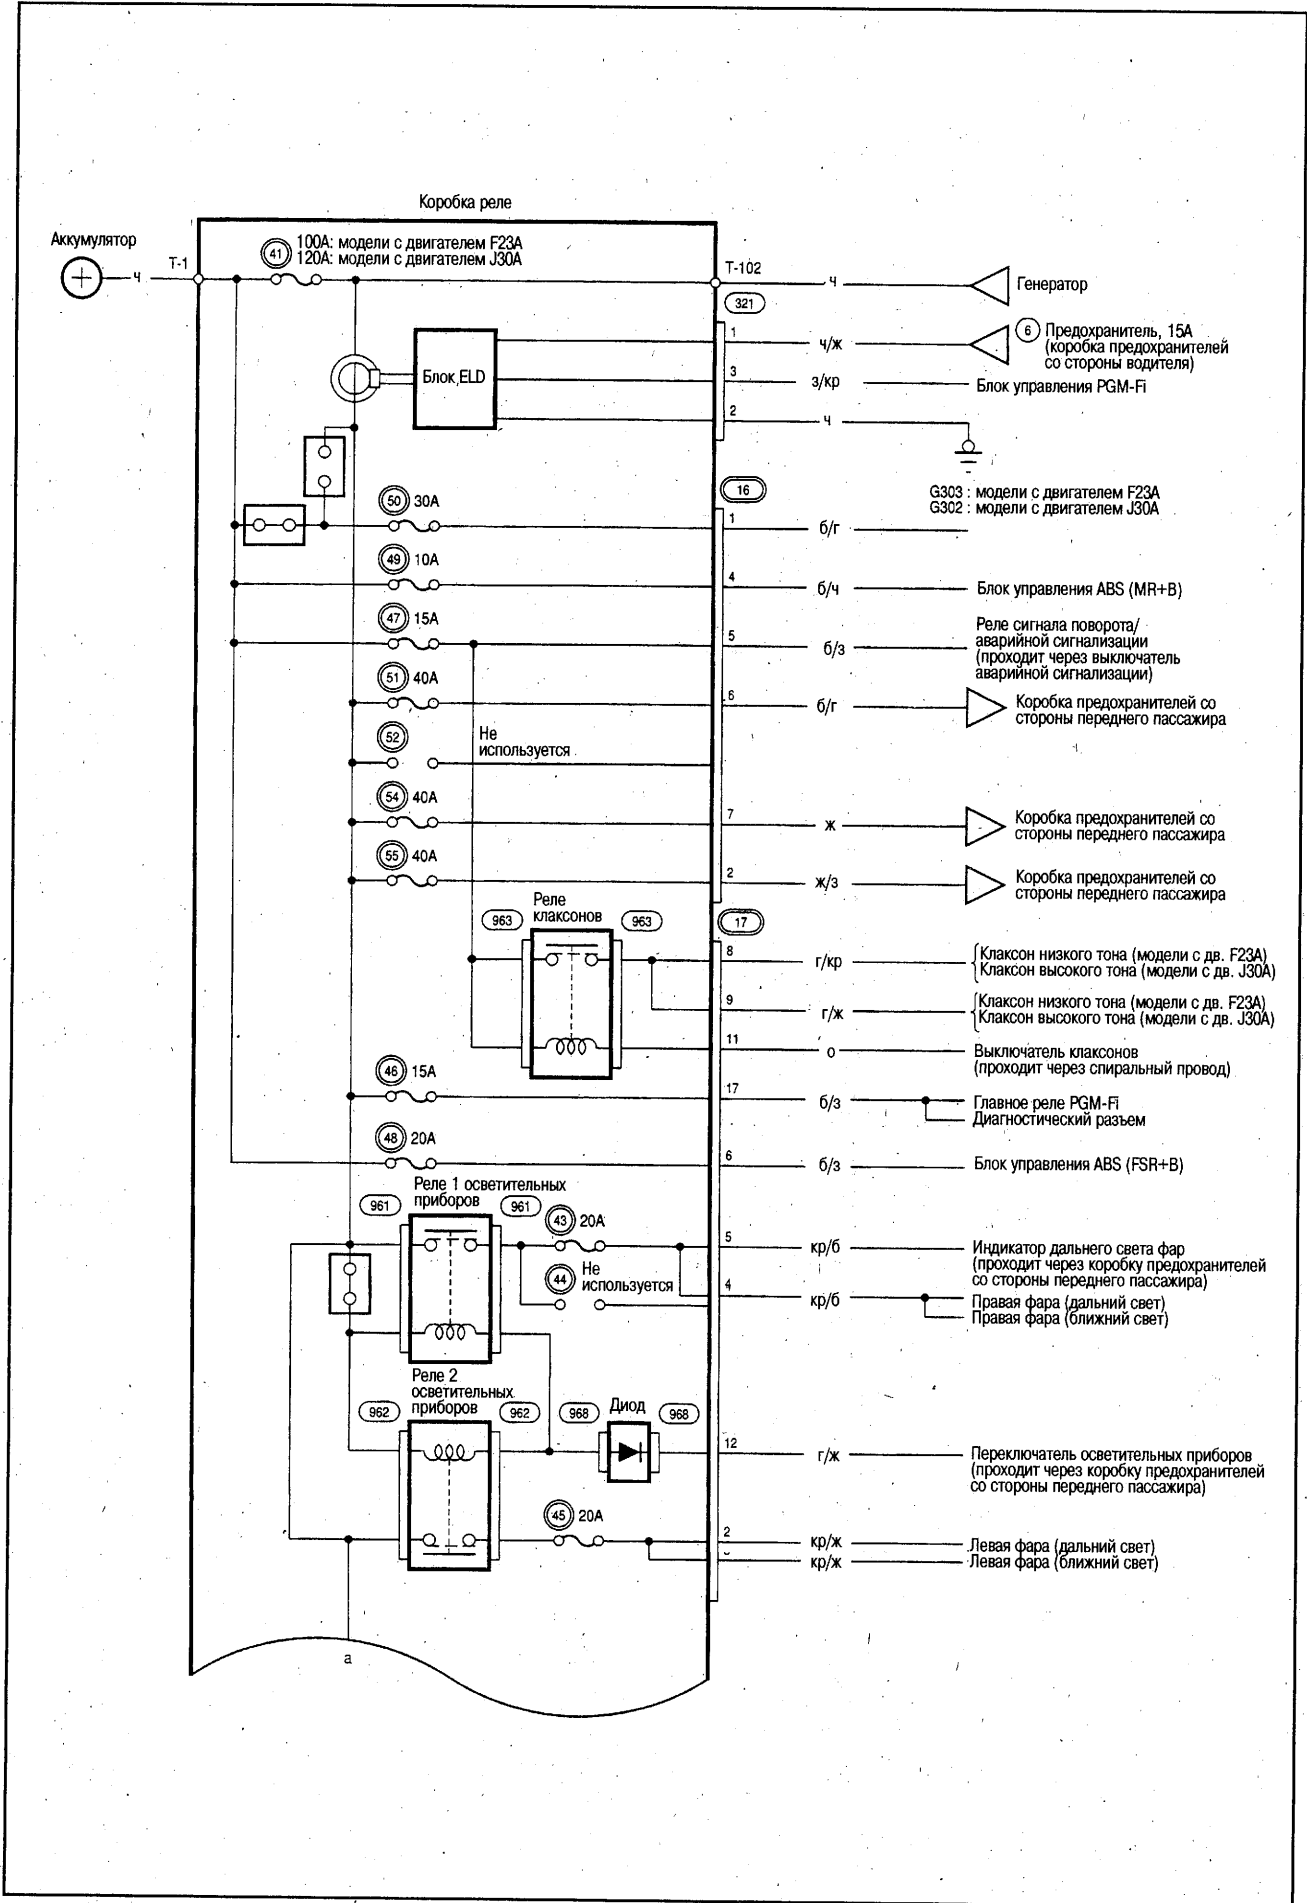 Коробка реле
Аккумулятор
41
100А: модели с двигателем F23A
120А: модели с двигателем J30A
Т-1
ч
Т-102
ч
Генератор
321
1
ч/ж
6
Предохранитель, 15А
(коробка предохранителей
со стороны водителя)
Блок ELD
3
з/кр
Блок управления PGM-Fi
2
ч
16
G303 : модели с двигателем F23A
G302 : модели с двигателем J30A
50
30А
1
б/г
49
10А
4
б/ч
Блок управления ABS (MR+B)
47
15А
5
б/з
Реле сигнала поворота/
аварийной сигнализации
(проходит через выключатель
аварийной сигнализации)
51
40А
6
б/г
Коробка предохранителей со
стороны переднего пассажира
52
Не
используется
54
40А
7
ж
Коробка предохранителей со
стороны переднего пассажира
55
40А
2
ж/з
Коробка предохранителей со
стороны переднего пассажира
Реле
клаксонов
963
963
17
8
г/кр
Клаксон низкого тона (модели с дв. F23A)
Клаксон высокого тона (модели с дв. J30A)
9
г/ж
Клаксон низкого тона (модели с дв. F23A)
Клаксон высокого тона (модели с дв. J30A)
11
о
Выключатель клаксонов
(проходит через спиральный провод)
46
15А
17
б/з
Главное реле PGM-Fi
Диагностический разъем
48
20А
6
б/з
Блок управления ABS (FSR+B)
Реле 1 осветительных
приборов
961
961
43
20А
5
кр/б
Индикатор дальнего света фар
(проходит через коробку предохранителей
со стороны переднего пассажира)
44
Не
используется
4
кр/б
Правая фара (дальний свет)
Правая фара (ближний свет)
Реле 2
осветительных
приборов
962
962
968
Диод
968
12
г/ж
Переключатель осветительных приборов
(проходит через коробку предохранителей
со стороны переднего пассажира)
45
20А
2
кр/ж
Левая фара (дальний свет)
кр/ж
Левая фара (ближний свет)
а